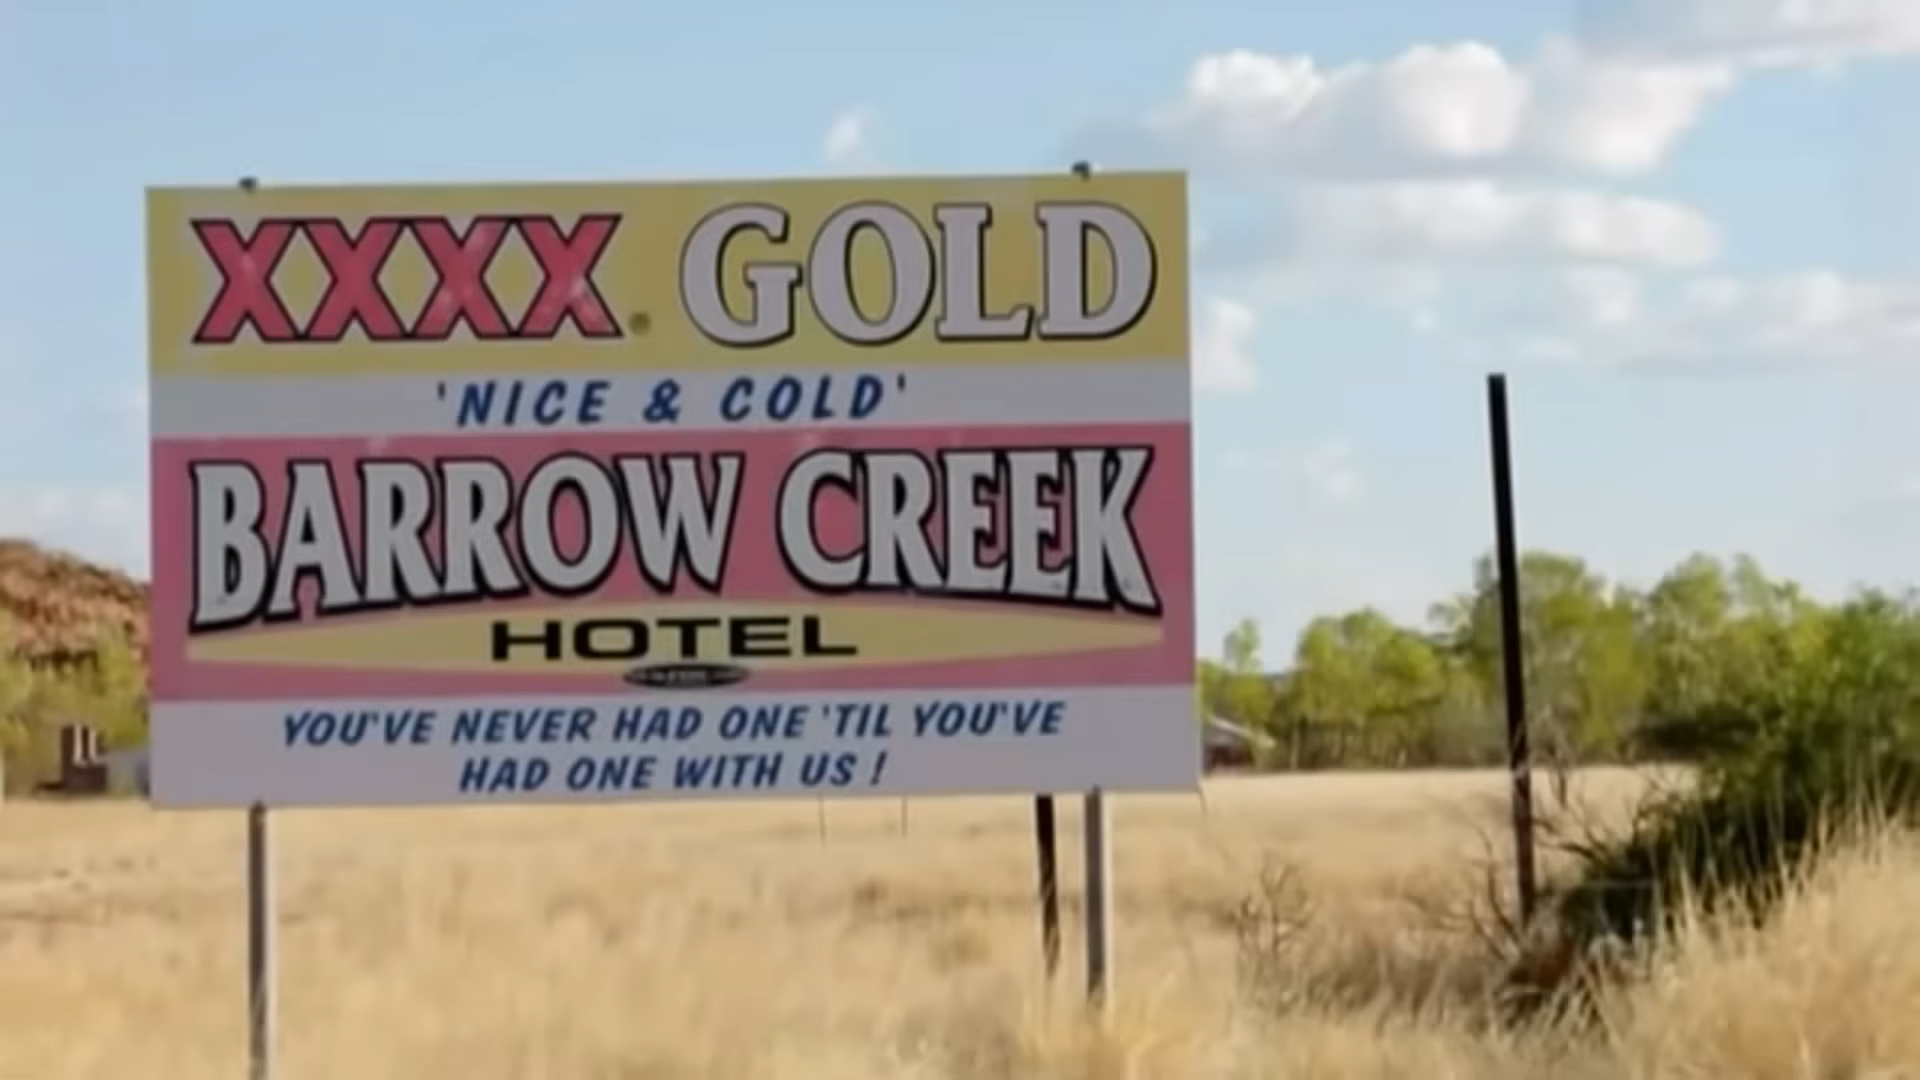 XXXX GOLD
'NICE & COLD'
BARROW CREEK
HOTEL
YOU'VE NEVER HAD ONE 'TIL YOU'VE
HAD ONE WITH US !